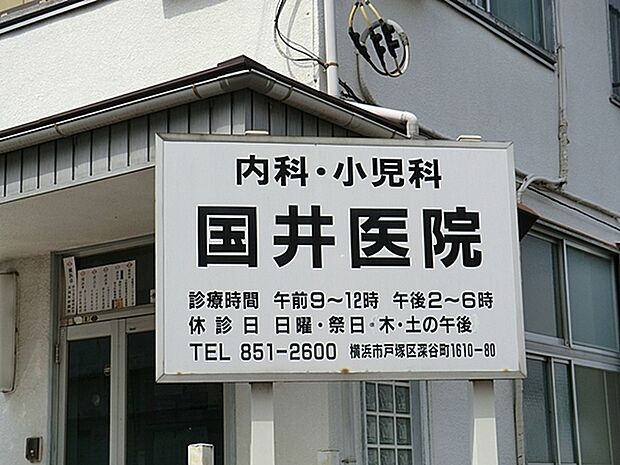 内科・小児科
国井医院
診療時間 午前9〜12時 午後2〜6時
休診日 日曜・祭日・木・土の午後
TEL 851-2600 横浜市戸塚区深谷町1610-80